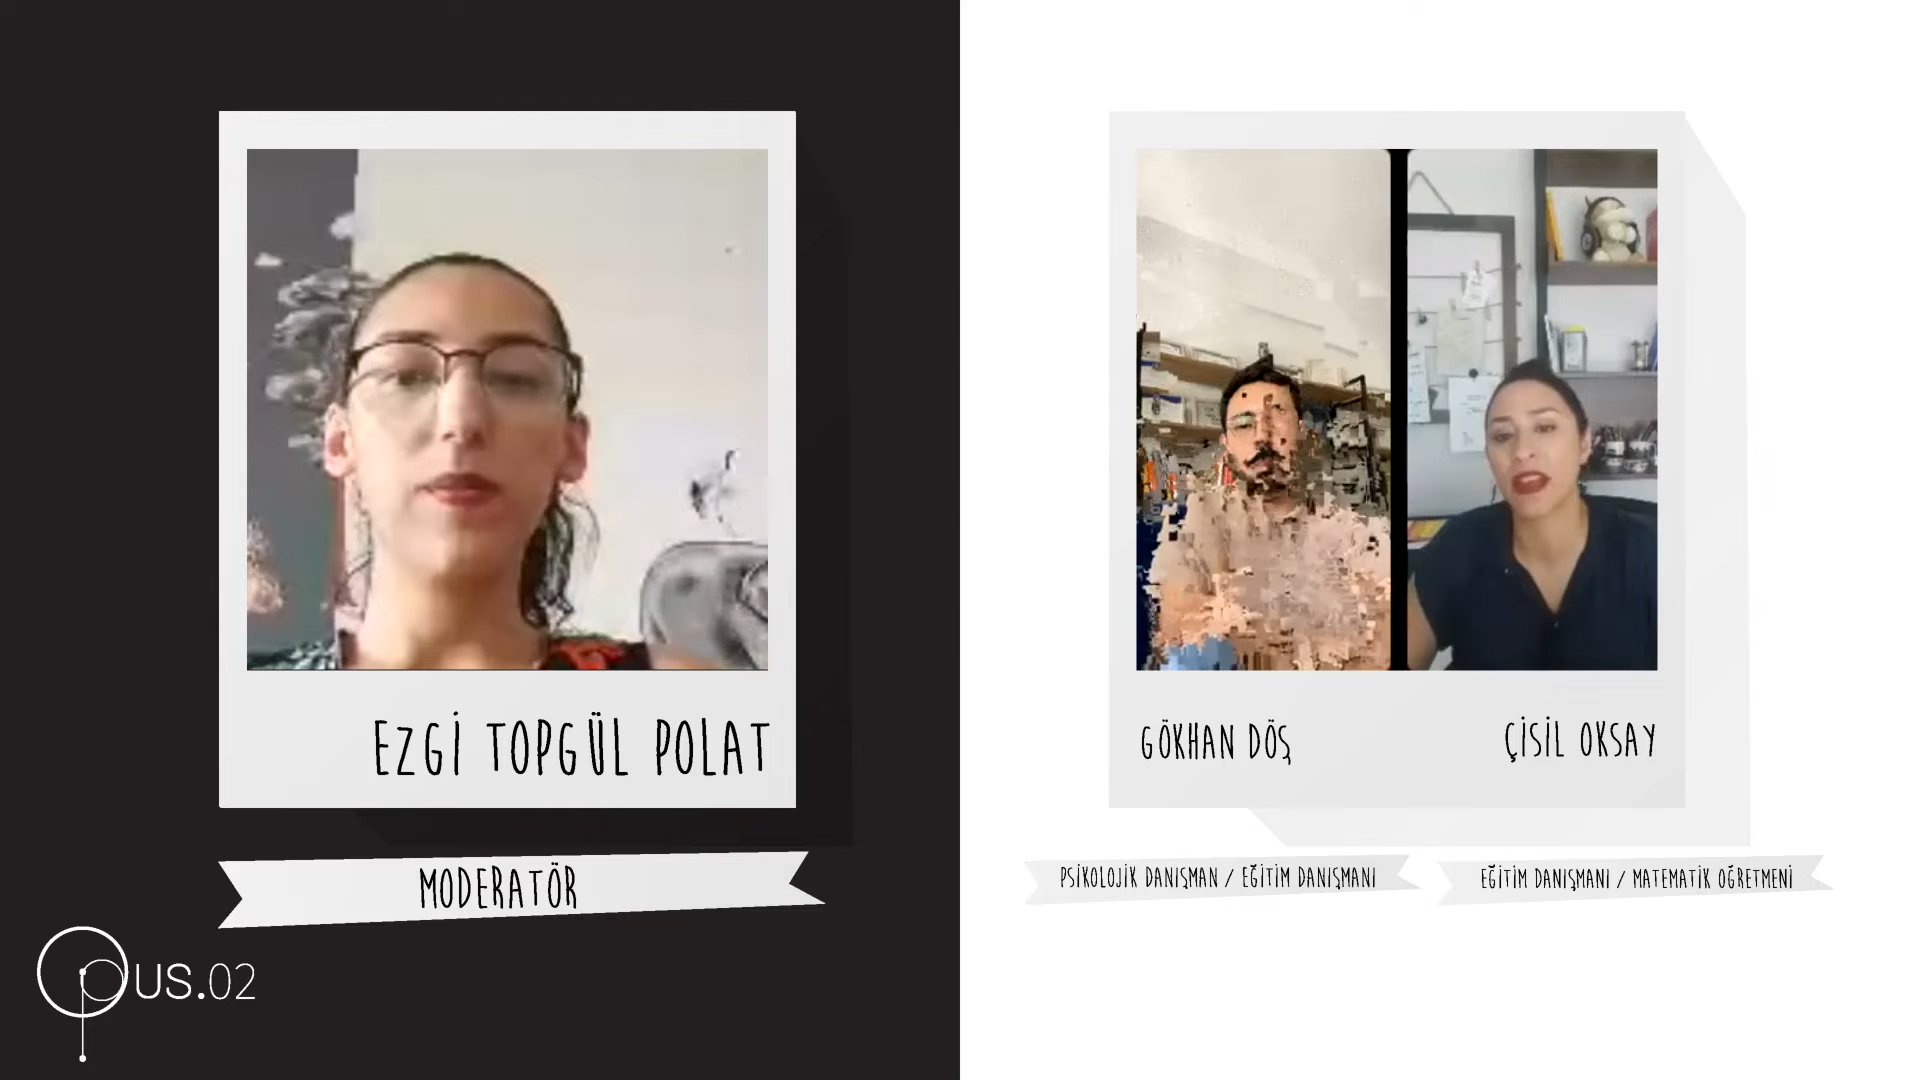 EZGİ TOPGÜL POLAT
MODERATÖR
OPUS.02
GÖKHAN DÖŞ
ÇİSİL OKSAY
PSİKOLOJİK DANIŞMAN / EĞİTİM DANIŞMANI
EĞİTİM DANIŞMANI / MATEMATİK ÖĞRETMENİ